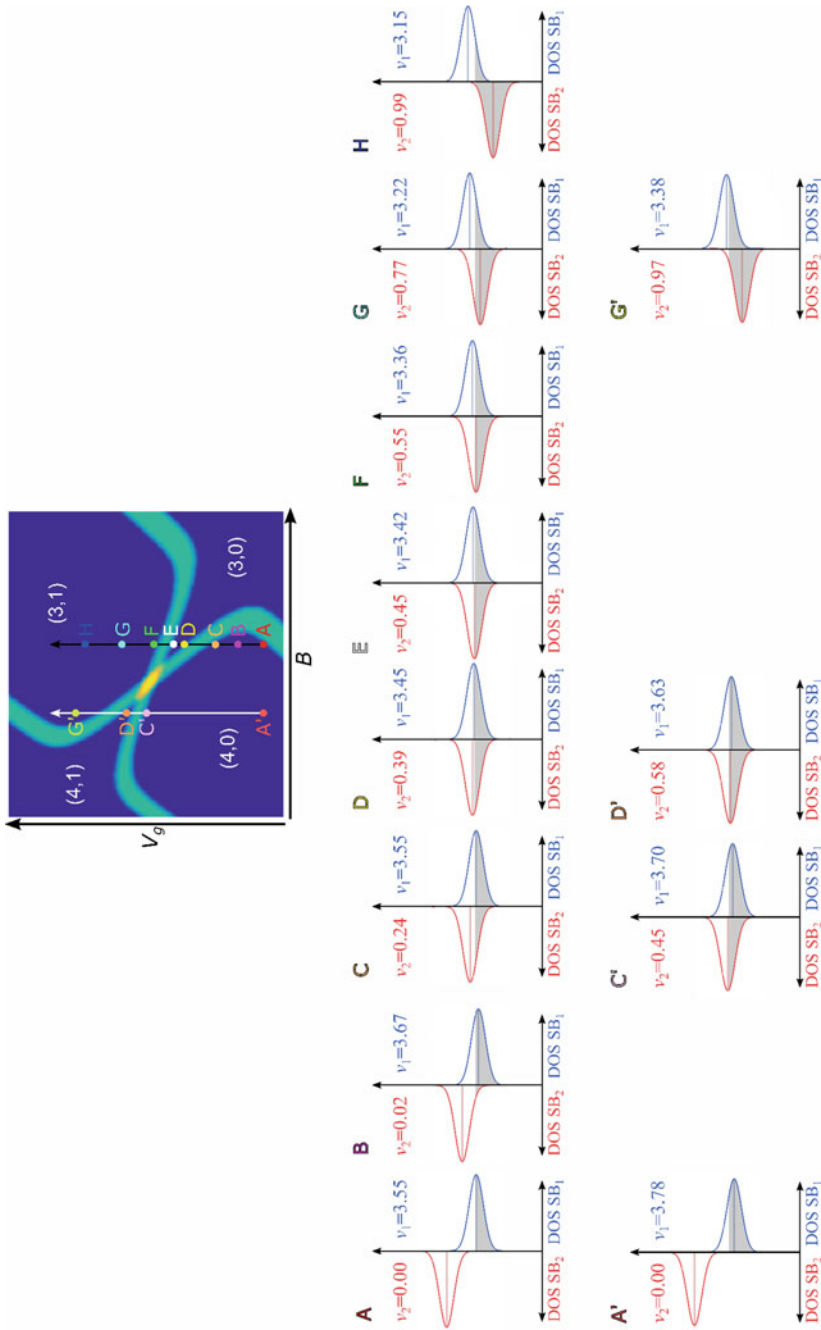 V_g
(4,1)
(3,1)
(4,0)
(3,0)
G'
D'
C'
A'
H
G
F
E
D
C
B
A
B
A
ν₂=0.00 ν₁=3.55
DOS SB₂ DOS SB₁
B
ν₂=0.02 ν₁=3.67
DOS SB₂ DOS SB₁
C
ν₂=0.24 ν₁=3.55
DOS SB₂ DOS SB₁
D
ν₂=0.39 ν₁=3.45
DOS SB₂ DOS SB₁
E
ν₂=0.45 ν₁=3.42
DOS SB₂ DOS SB₁
F
ν₂=0.55 ν₁=3.36
DOS SB₂ DOS SB₁
G
ν₂=0.77 ν₁=3.22
DOS SB₂ DOS SB₁
H
ν₂=0.99 ν₁=3.15
DOS SB₂ DOS SB₁
A'
ν₂=0.00 ν₁=3.78
DOS SB₂ DOS SB₁
C'
ν₂=0.45 ν₁=3.70
DOS SB₂ DOS SB₁
D'
ν₂=0.58 ν₁=3.63
DOS SB₂ DOS SB₁
G'
ν₂=0.97 ν₁=3.38
DOS SB₂ DOS SB₁